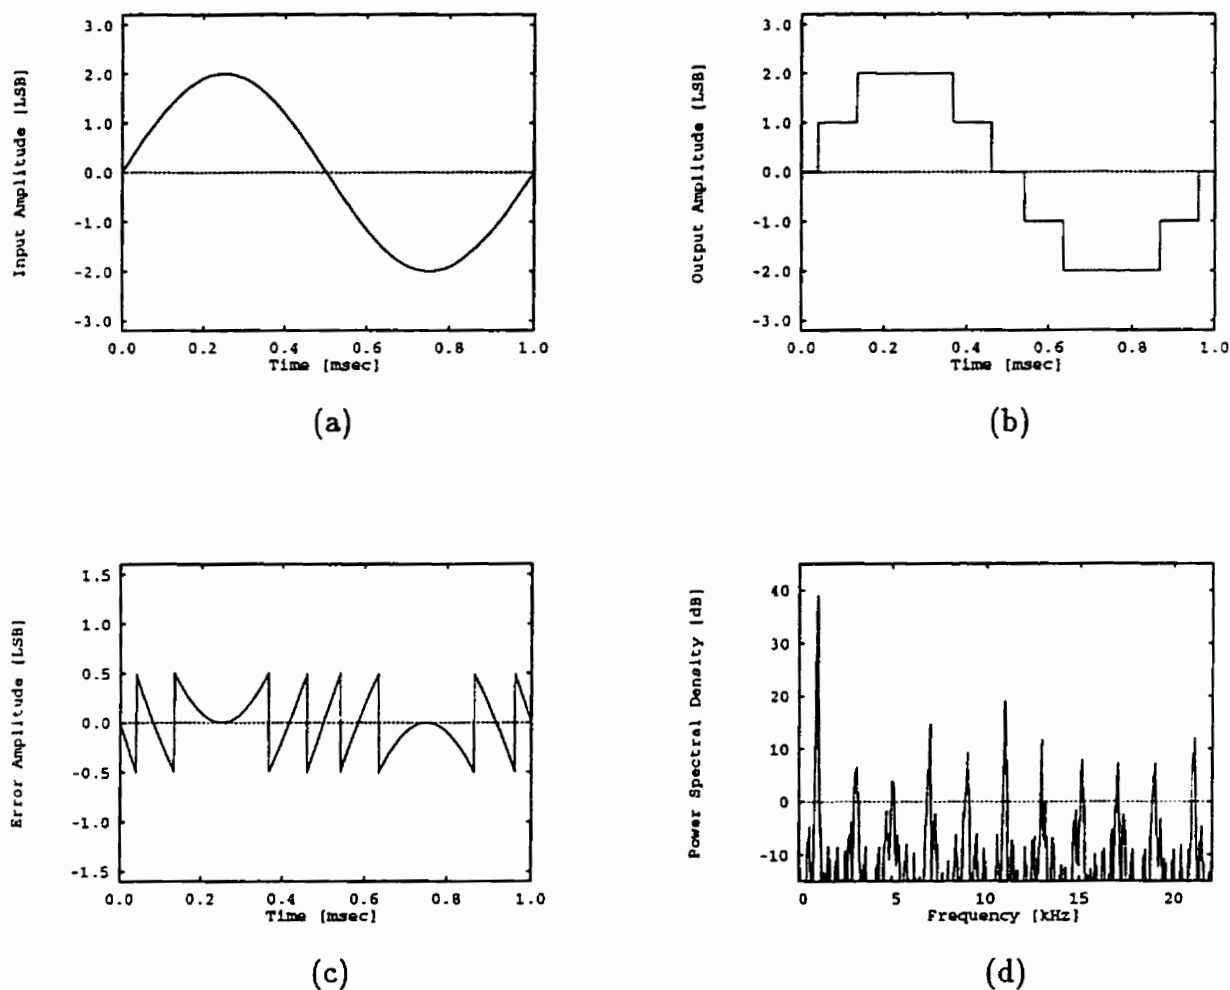 Input Amplitude [LSB]
3.0
2.0
1.0
0.0
-1.0
-2.0
-3.0
0.0 0.2 0.4 0.6 0.8 1.0
Time [msec]
(a)
Output Amplitude [LSB]
3.0
2.0
1.0
0.0
-1.0
-2.0
-3.0
0.0 0.2 0.4 0.6 0.8 1.0
Time [msec]
(b)
Error Amplitude [LSB]
1.5
1.0
0.5
0.0
-0.5
-1.0
-1.5
0.0 0.2 0.4 0.6 0.8 1.0
Time [msec]
(c)
Power Spectral Density [dB]
40
30
20
10
0
-10
0 5 10 15 20
Frequency [kHz]
(d)